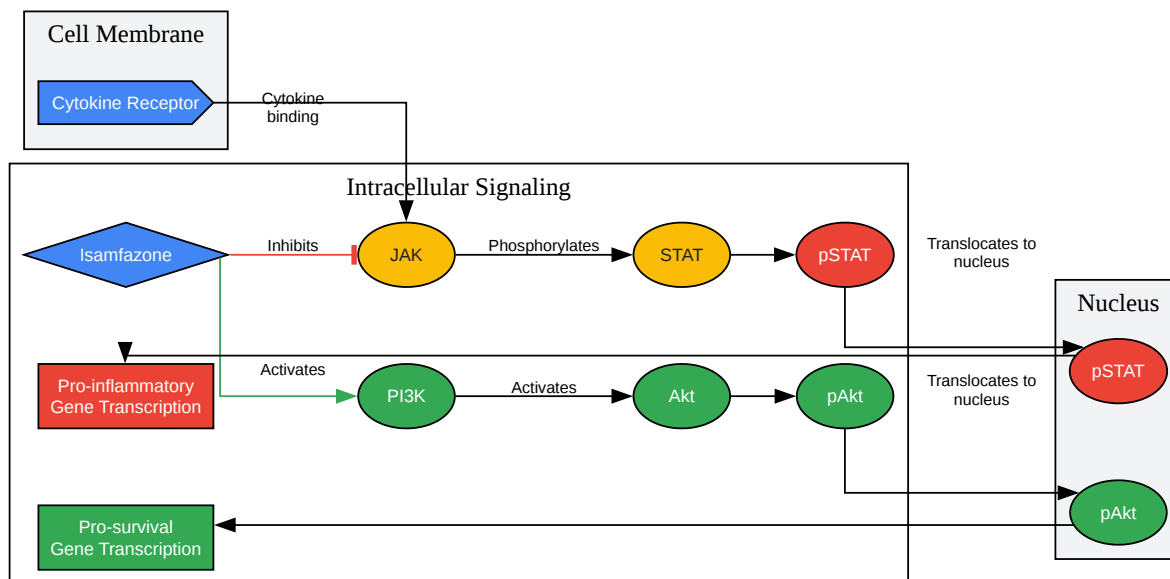 Cell Membrane
Cytokine Receptor
Cytokine
binding
Intracellular Signaling
Isamfazone
Inhibits
JAK
Phosphorylates
STAT
pSTAT
Translocates to
nucleus
Nucleus
Pro-inflammatory
Gene Transcription
Activates
PI3K
Activates
Akt
pAkt
Translocates to
nucleus
pSTAT
Pro-survival
Gene Transcription
pAkt